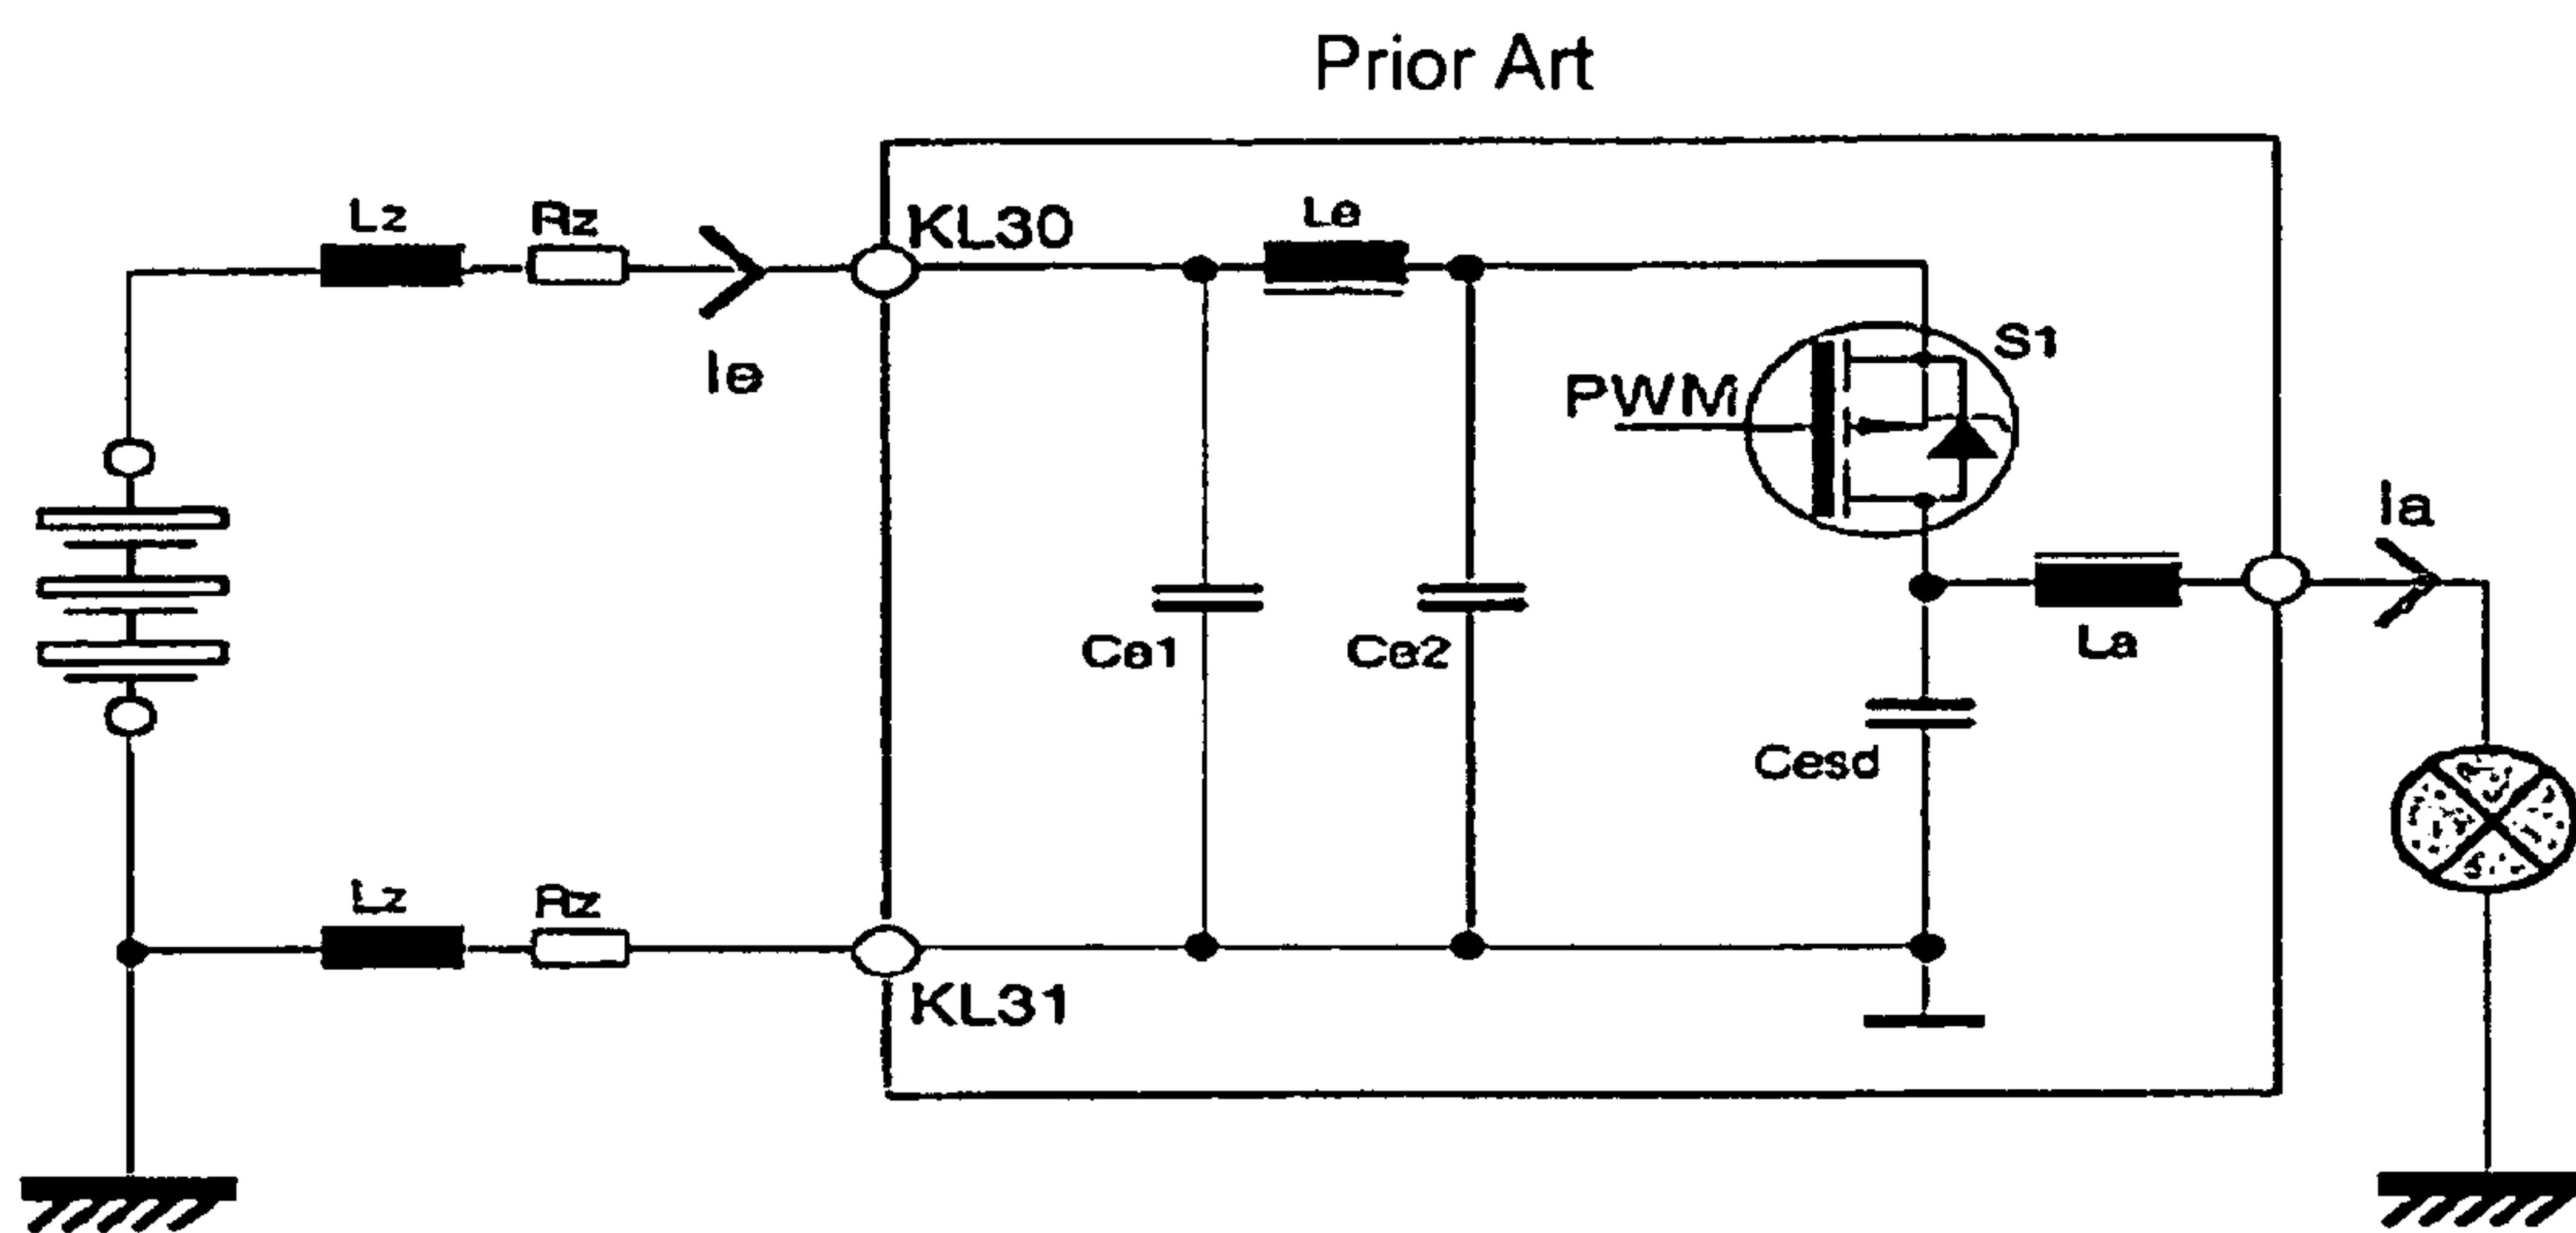 Prior Art
Lz
Rz
KL30
Le
Ie
S1
PWM
Ia
Ce1
Ce2
La
Cesd
Lz
Rz
KL31